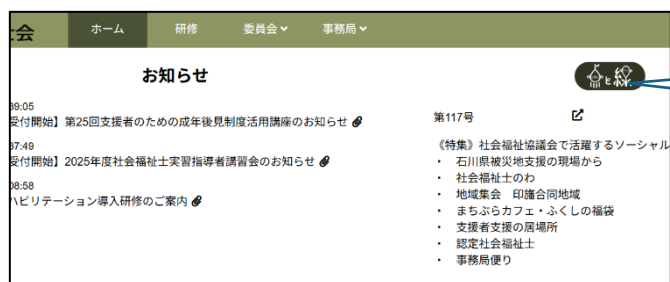 会
ホーム 研修 委員会 事務局
お知らせ
39:05
受付開始】第25回支援者のための成年後見制度活用講座のお知らせ
37:49
受付開始】2025年度社会福祉士実習指導者講習会のお知らせ
08:58
ハビリテーション導入研修のご案内
と
第117号
《特集》社会福祉協議会で活躍するソーシャル
・ 石川県被災地支援の現場から
・ 社会福祉士のわ
・ 地域集会 印旛合同地域
・ まちぶらカフェ・ふくしの福袋
・ 支援者支援の居場所
・ 認定社会福祉士
・ 事務局便り